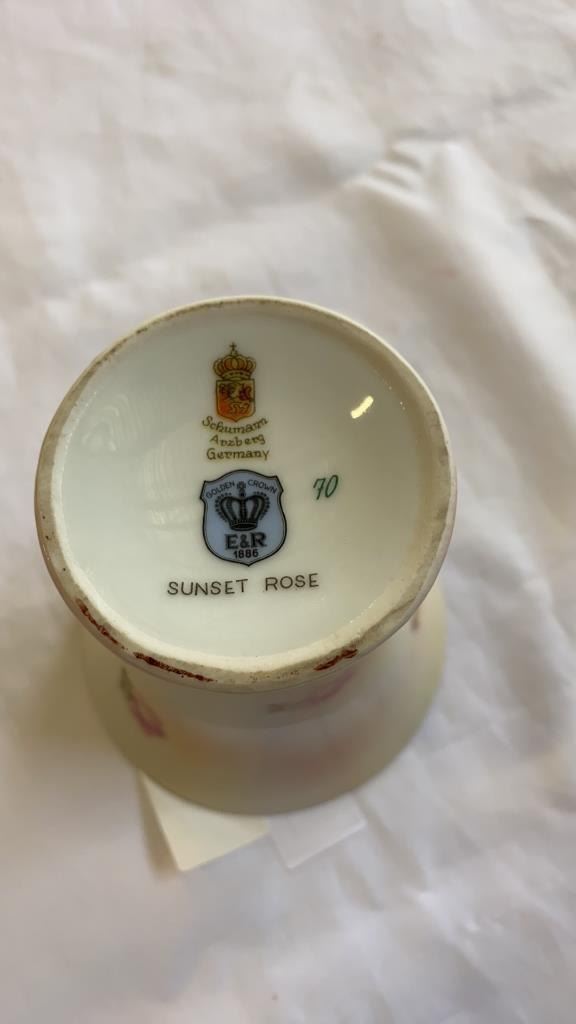 Schumann
Arzberg
Germany
GOLDEN CROWN
E&R
1886
70
SUNSET ROSE